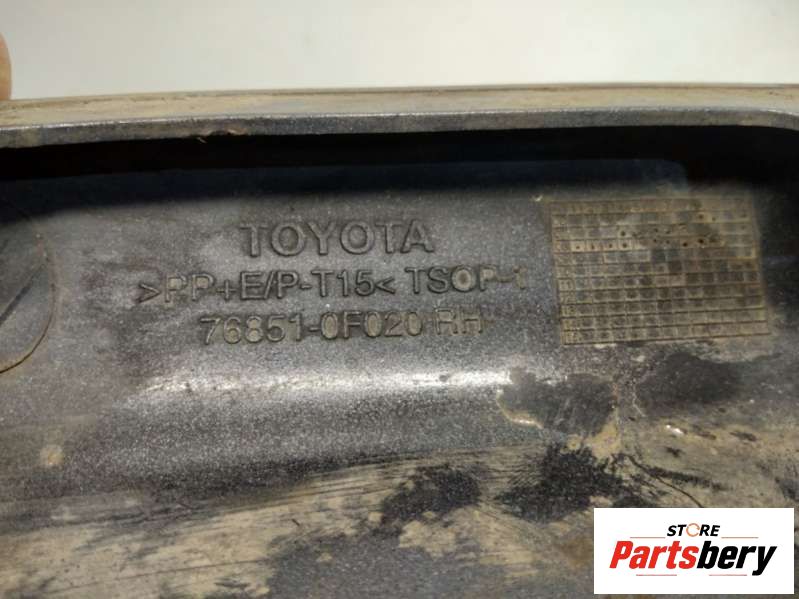 TOYOTA
>PP+E/P-T15< TSOP-1
76851-0F020 RH
STORE
Partsbery